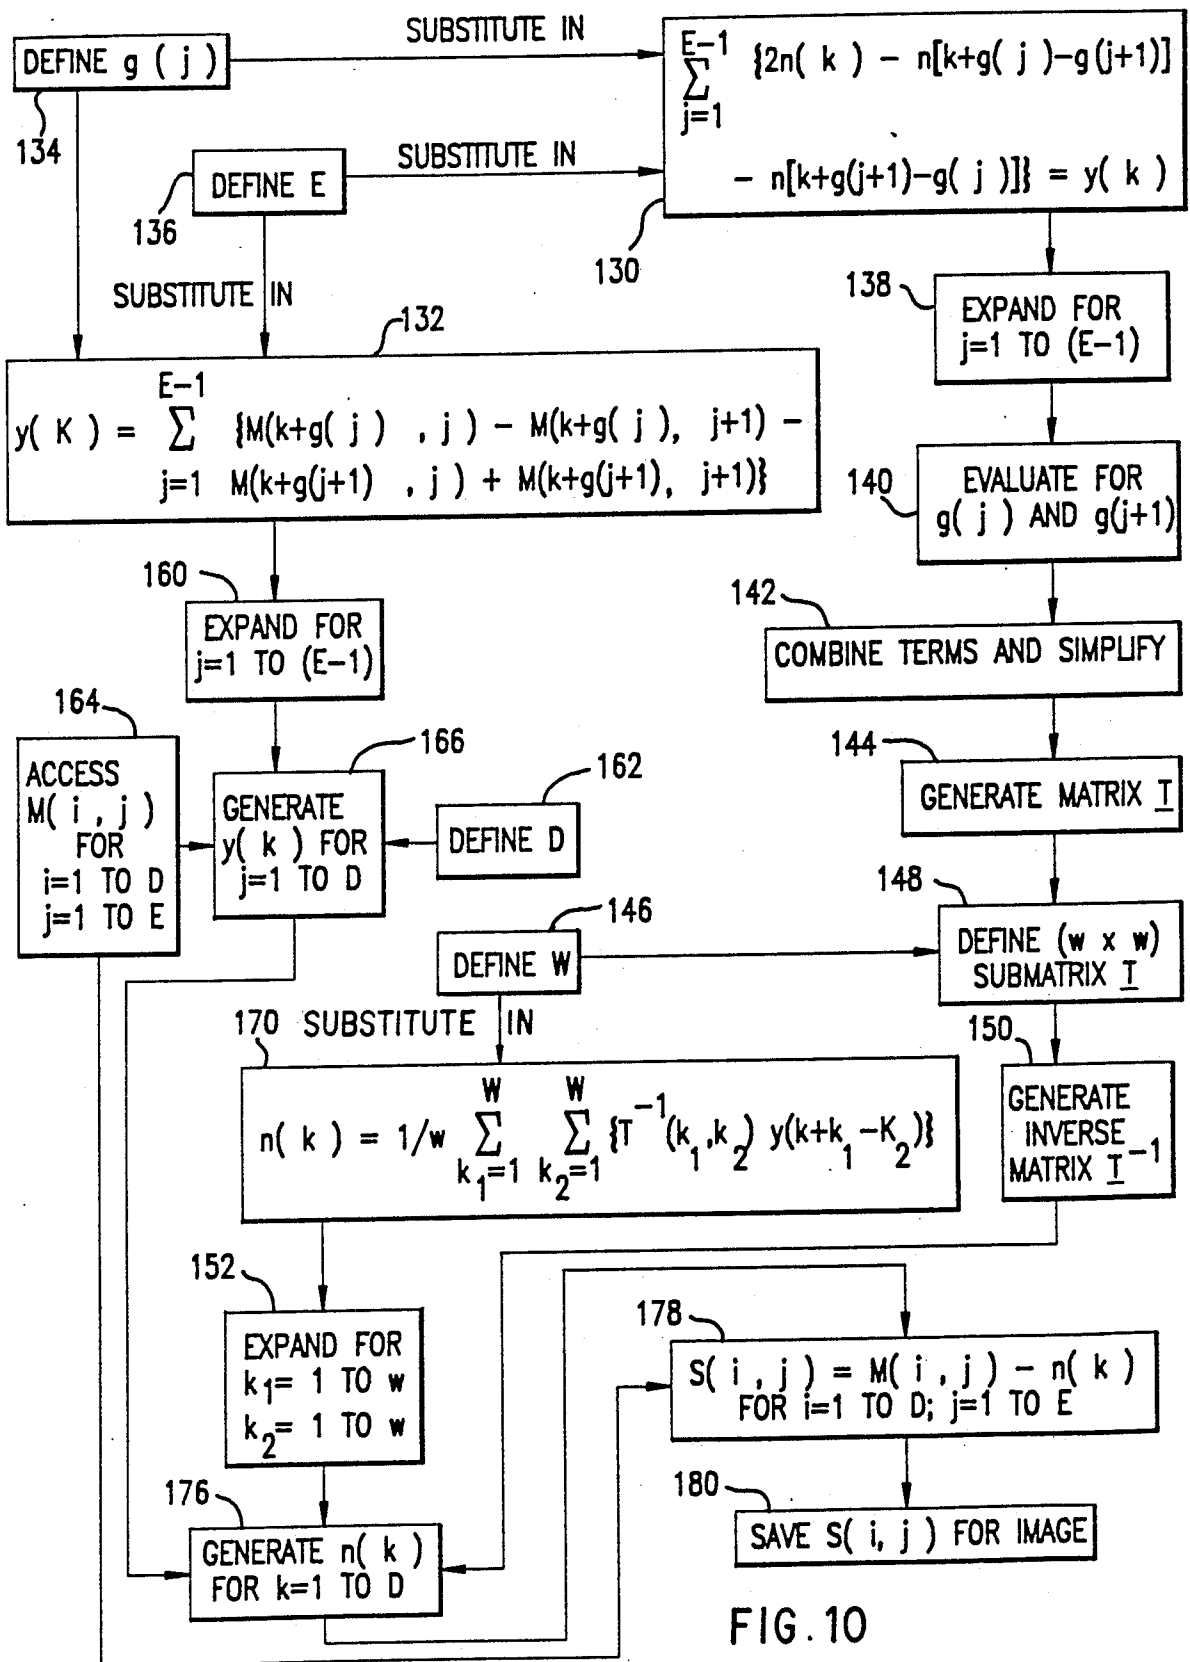 SUBSTITUTE IN
DEFINE g ( j )
134
E-1
∑ {2n( k ) - n[k+g( j )-g(j+1)]
j=1
- n[k+g(j+1)-g( j )]} = y( k )
130
SUBSTITUTE IN
DEFINE E
136
SUBSTITUTE IN
132
E-1
y( K ) = ∑ {M(k+g( j ) , j ) - M(k+g( j ), j+1) -
j=1 M(k+g(j+1) , j ) + M(k+g(j+1), j+1)}
138
EXPAND FOR
j=1 TO (E-1)
140
EVALUATE FOR
g( j ) AND g(j+1)
142
COMBINE TERMS AND SIMPLIFY
144
GENERATE MATRIX T
160
EXPAND FOR
j=1 TO (E-1)
164
ACCESS
M( i , j )
FOR
i=1 TO D
j=1 TO E
166
GENERATE
y( k ) FOR
j=1 TO D
162
DEFINE D
146
DEFINE W
148
DEFINE (w x w)
SUBMATRIX T
150
GENERATE
INVERSE
MATRIX T⁻¹
170 SUBSTITUTE IN
W W
n( k ) = 1/w ∑ ∑ {T⁻¹(k₁,k₂) y(k+k₁-K₂)}
k₁=1 k₂=1
152
EXPAND FOR
k₁= 1 TO w
k₂= 1 TO w
176
GENERATE n( k )
FOR k=1 TO D
178
S( i , j ) = M( i , j ) - n( k )
FOR i=1 TO D; j=1 TO E
180
SAVE S( i, j ) FOR IMAGE
FIG. 10